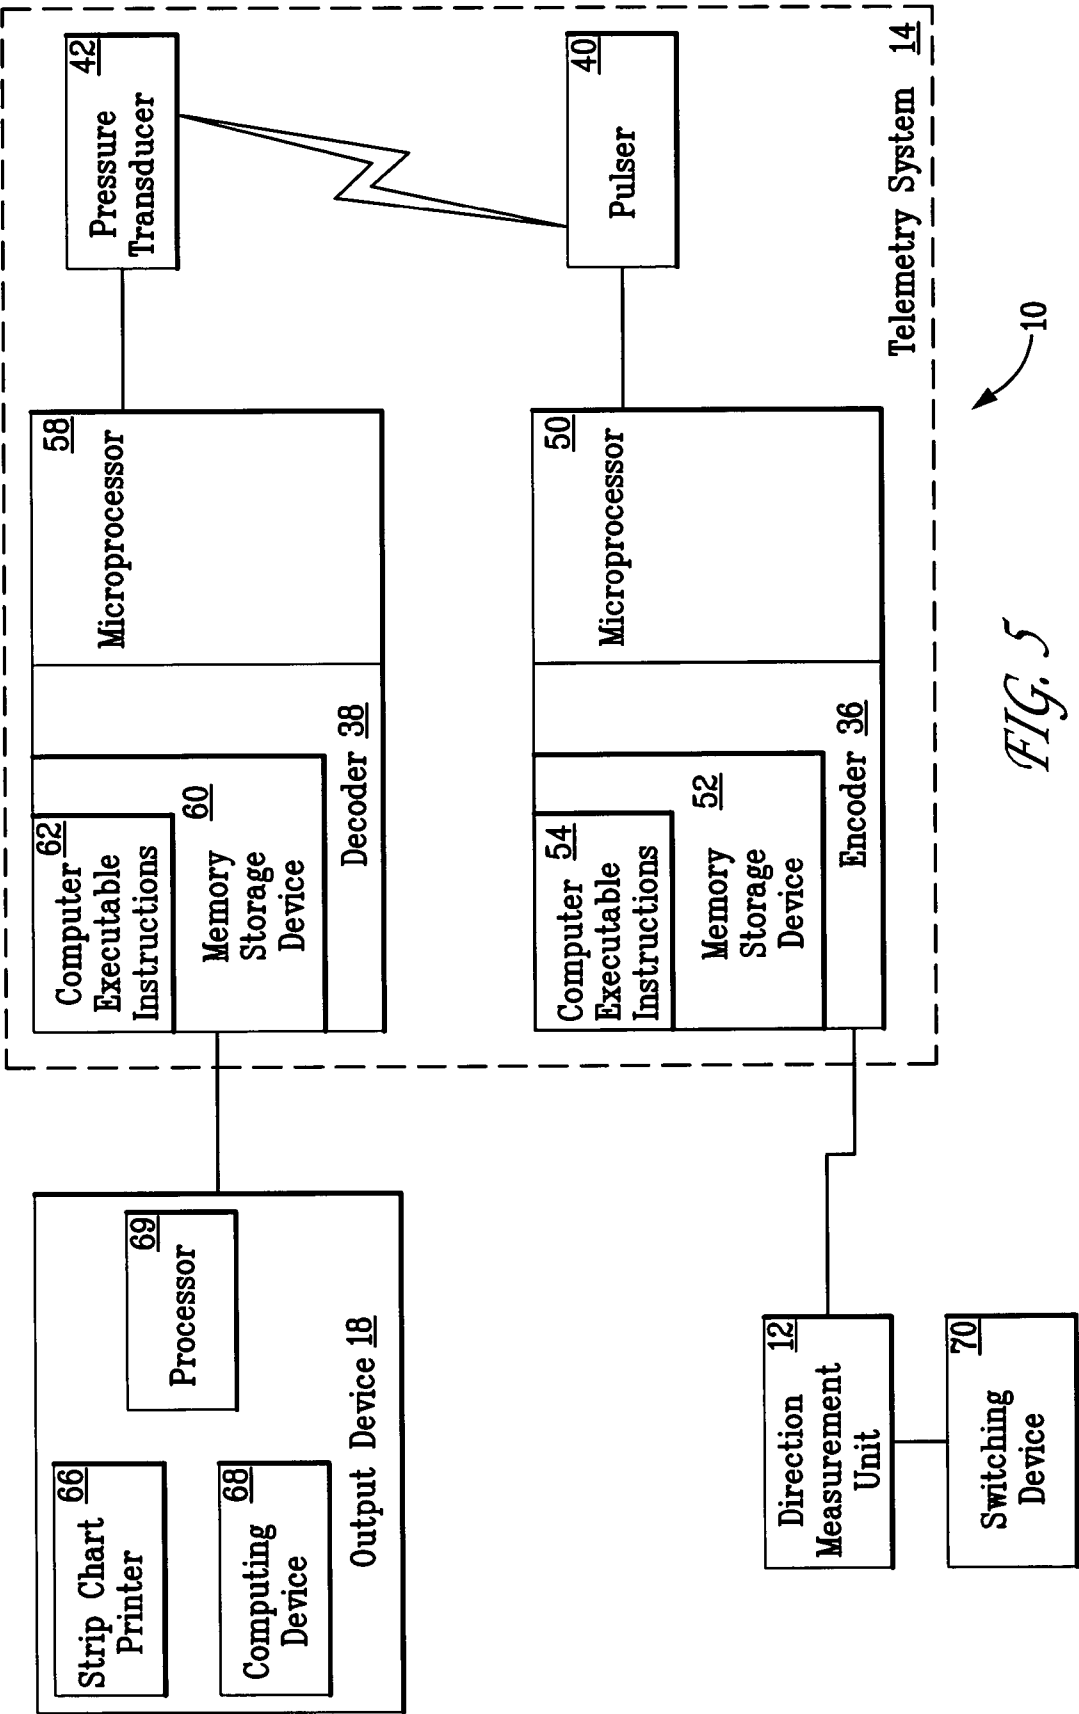 Strip Chart
Printer
66
Computing
Device
68
Processor
69
Output Device 18
Computer
Executable
Instructions
62
Memory
Storage
Device
60
Decoder 38
Microprocessor
58
Pressure
Transducer
42
Direction
Measurement
Unit
12
Switching
Device
70
Computer
Executable
Instructions
54
Memory
Storage
Device
52
Encoder 36
Microprocessor
50
Pulser
40
Telemetry System 14
10
FIG. 5